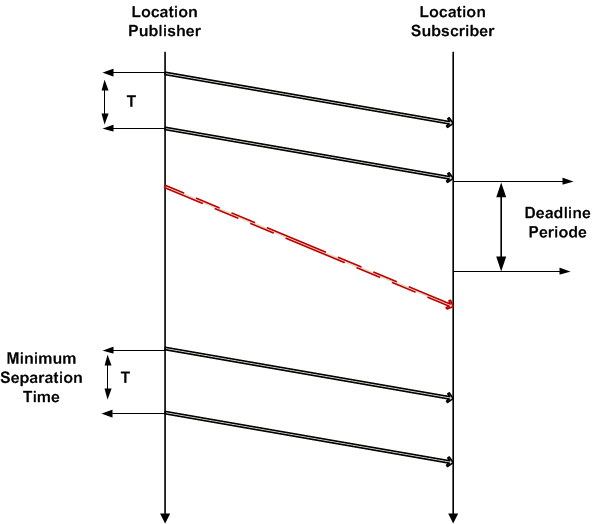 Location
Publisher
Location
Subscriber
T
Deadline
Periode
Minimum
Separation
Time
T